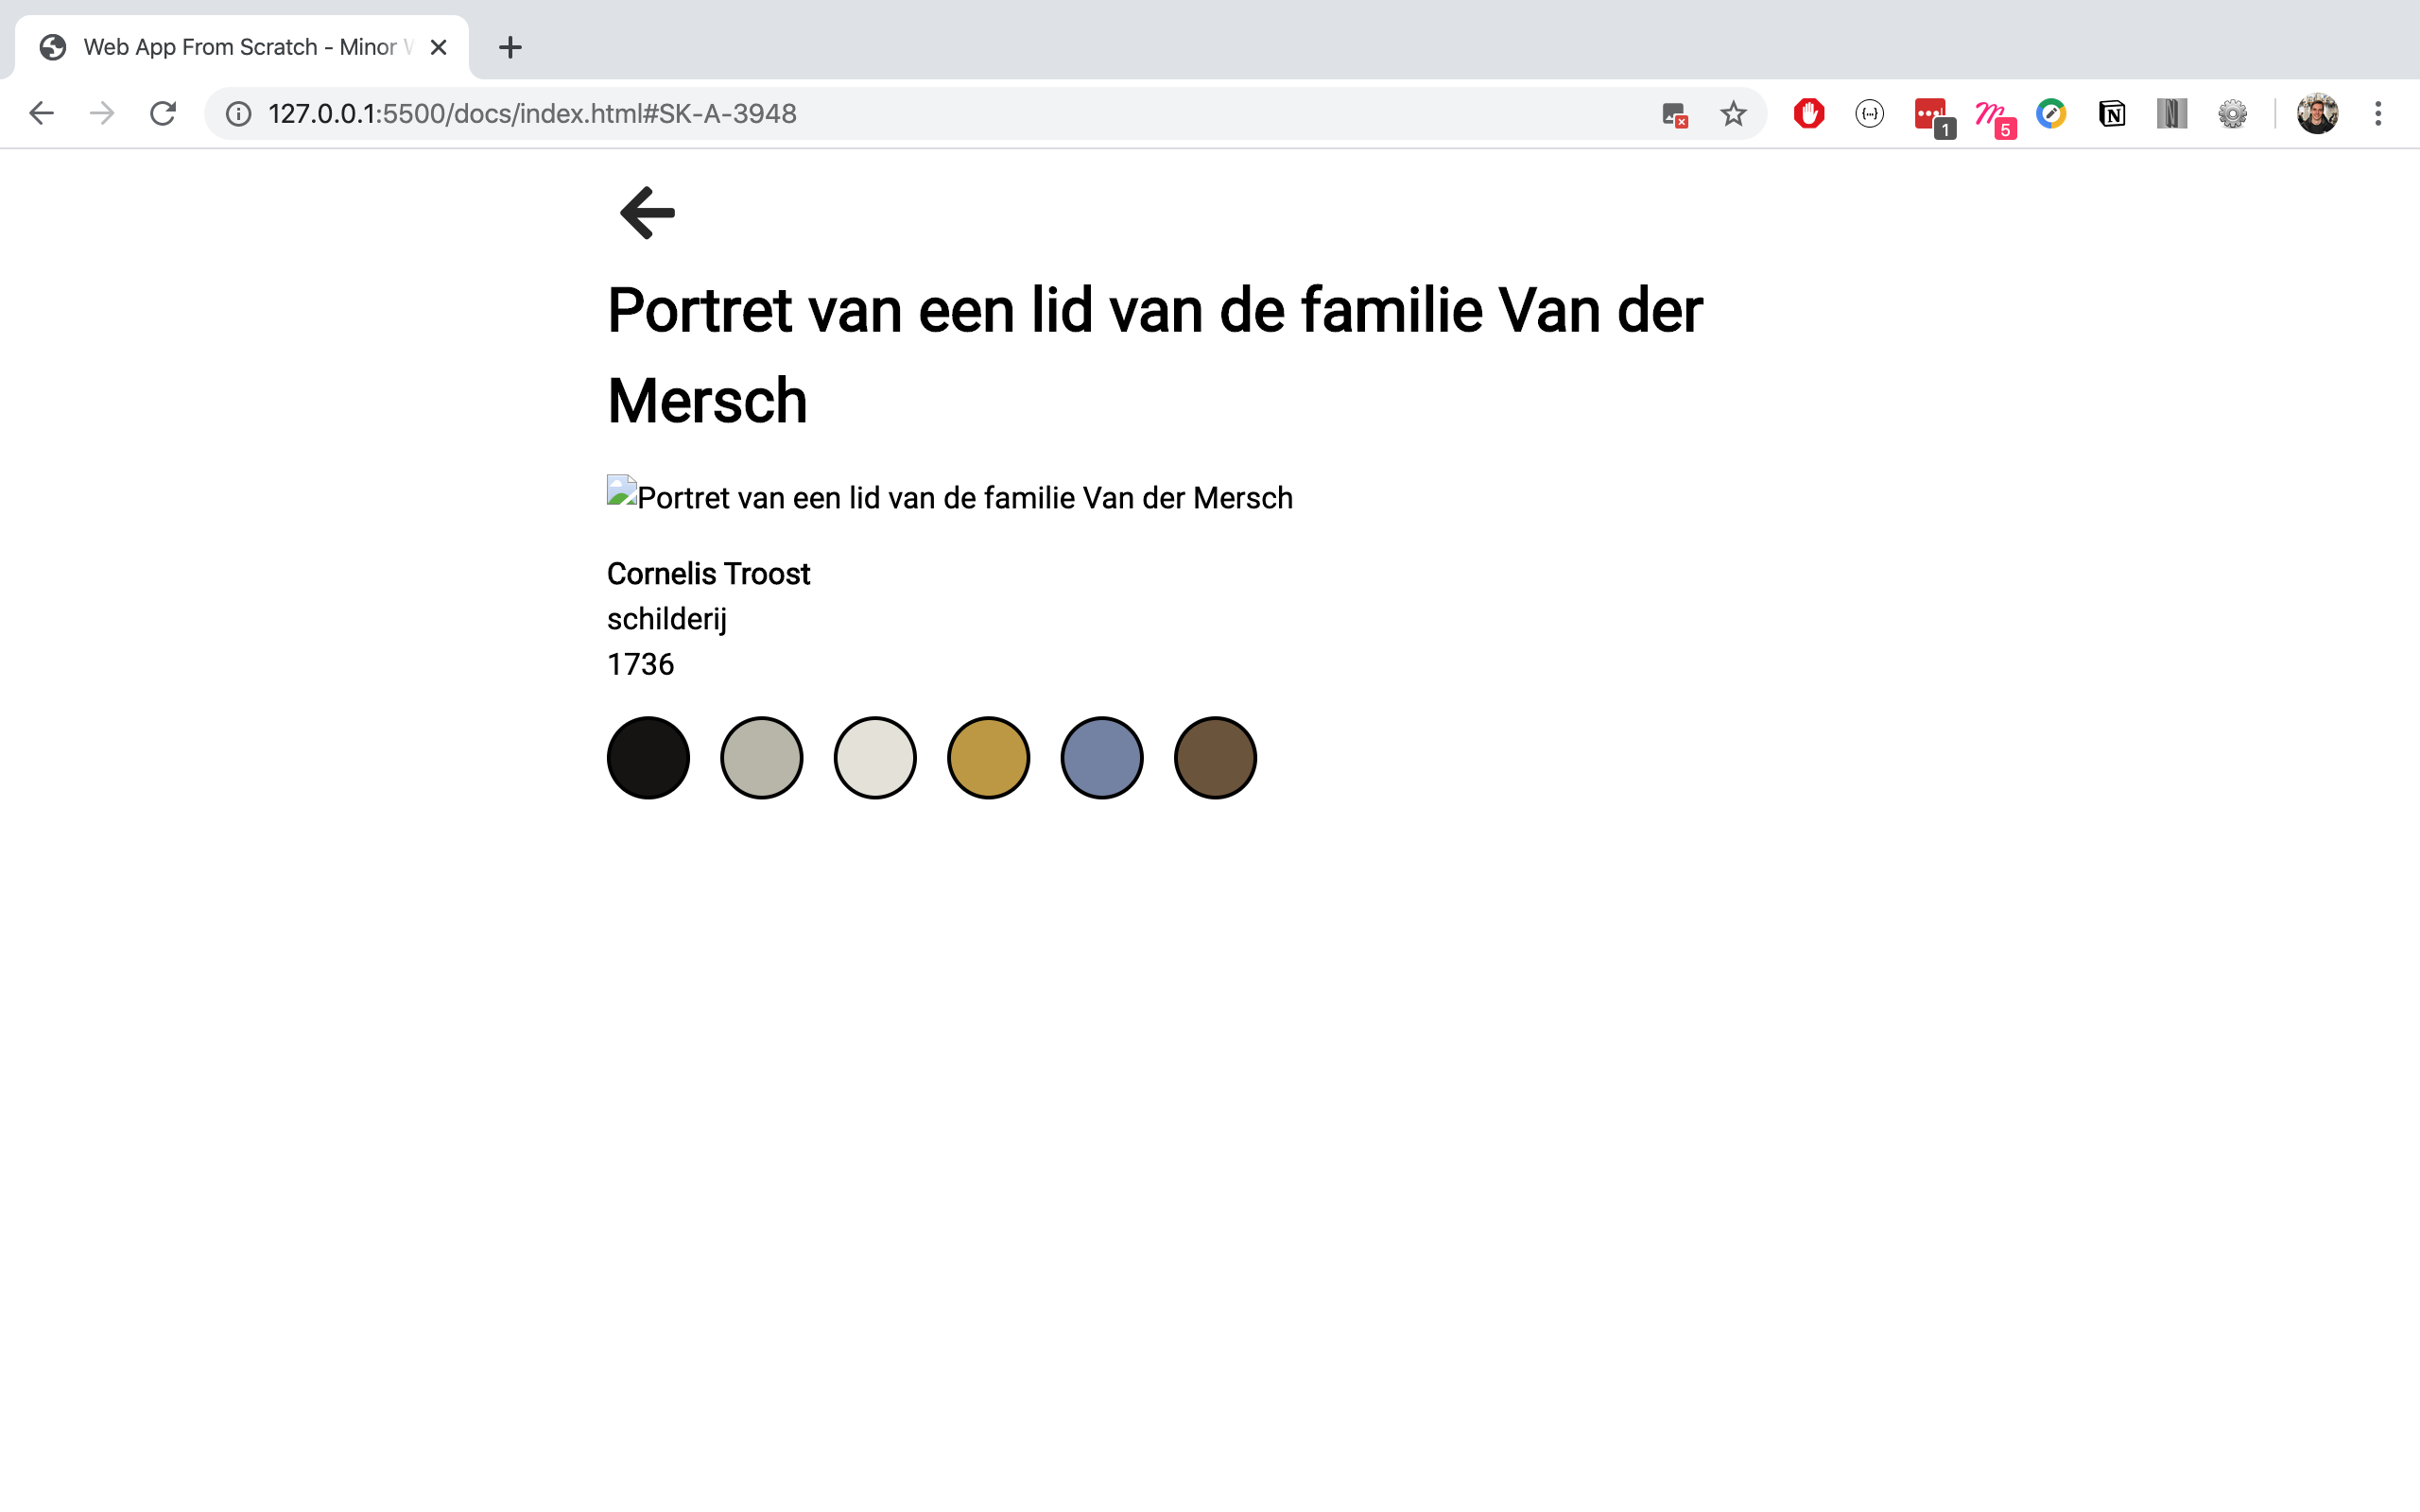 Web App From Scratch - Minor
127.0.0.1:5500/docs/index.html#SK-A-3948
1
5
Portret van een lid van de familie Van der
Mersch
Portret van een lid van de familie Van der Mersch
Cornelis Troost
schilderij
1736